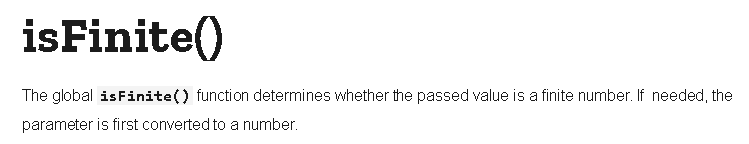 isFinite()
The global isFinite() function determines whether the passed value is a finite number. If needed, the
parameter is first converted to a number.